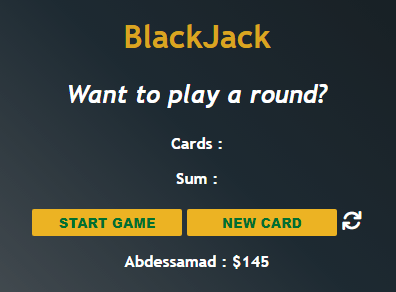 BlackJack
Want to play a round?
Cards :
Sum :
START GAME NEW CARD
Abdessamad : $145